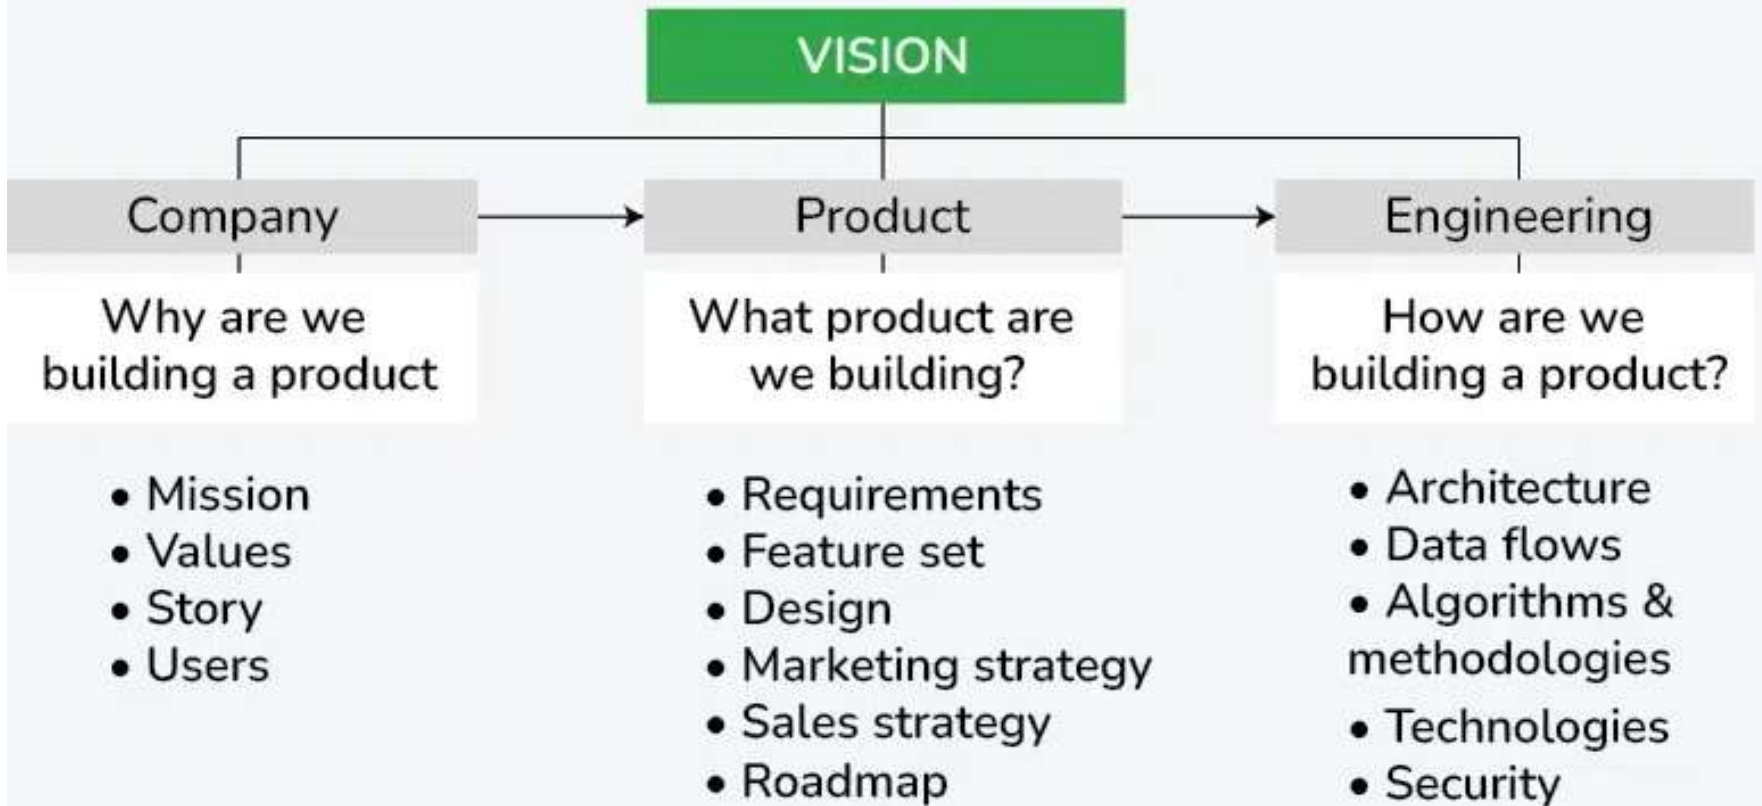 VISION
Company
Why are we
building a product
• Mission
• Values
• Story
• Users
Product
What product are
we building?
• Requirements
• Feature set
• Design
• Marketing strategy
• Sales strategy
• Roadmap
Engineering
How are we
building a product?
• Architecture
• Data flows
• Algorithms &
methodologies
• Technologies
• Security